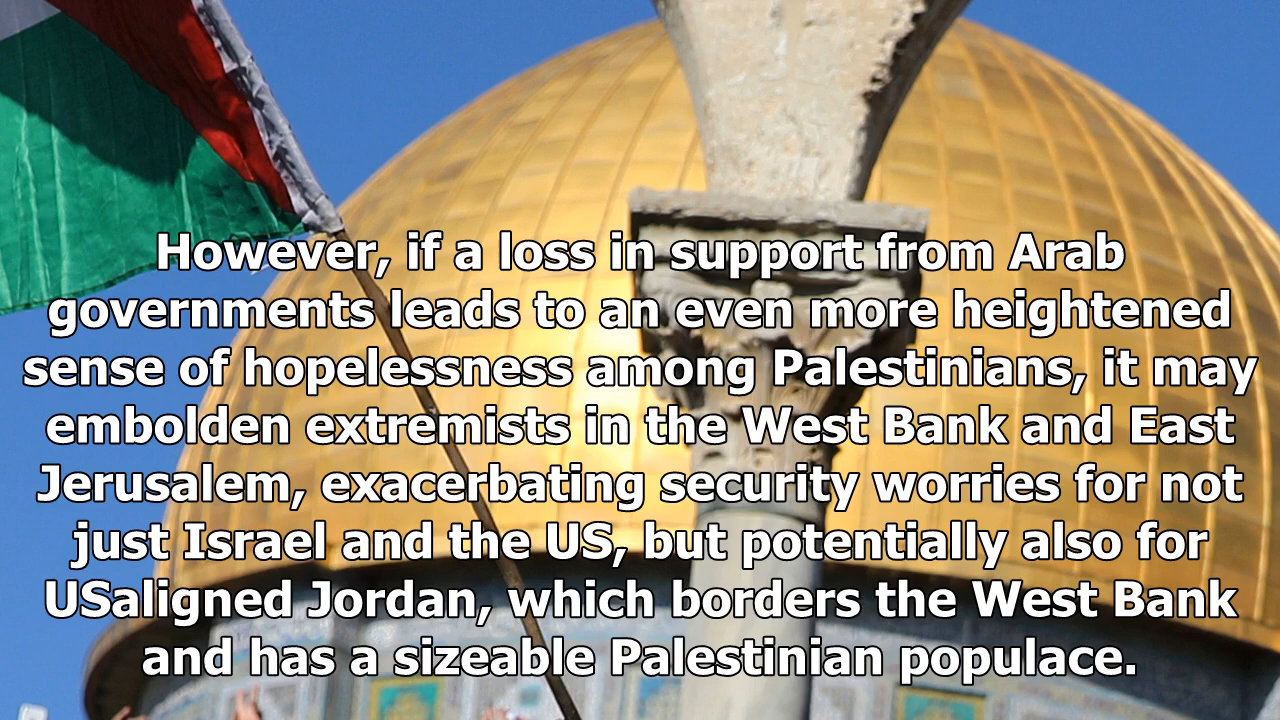 However, if a loss in support from Arab
governments leads to an even more heightened
sense of hopelessness among Palestinians, it may
embolden extremists in the West Bank and East
Jerusalem, exacerbating security worries for not
just Israel and the US, but potentially also for
USaligned Jordan, which borders the West Bank
and has a sizeable Palestinian populace.